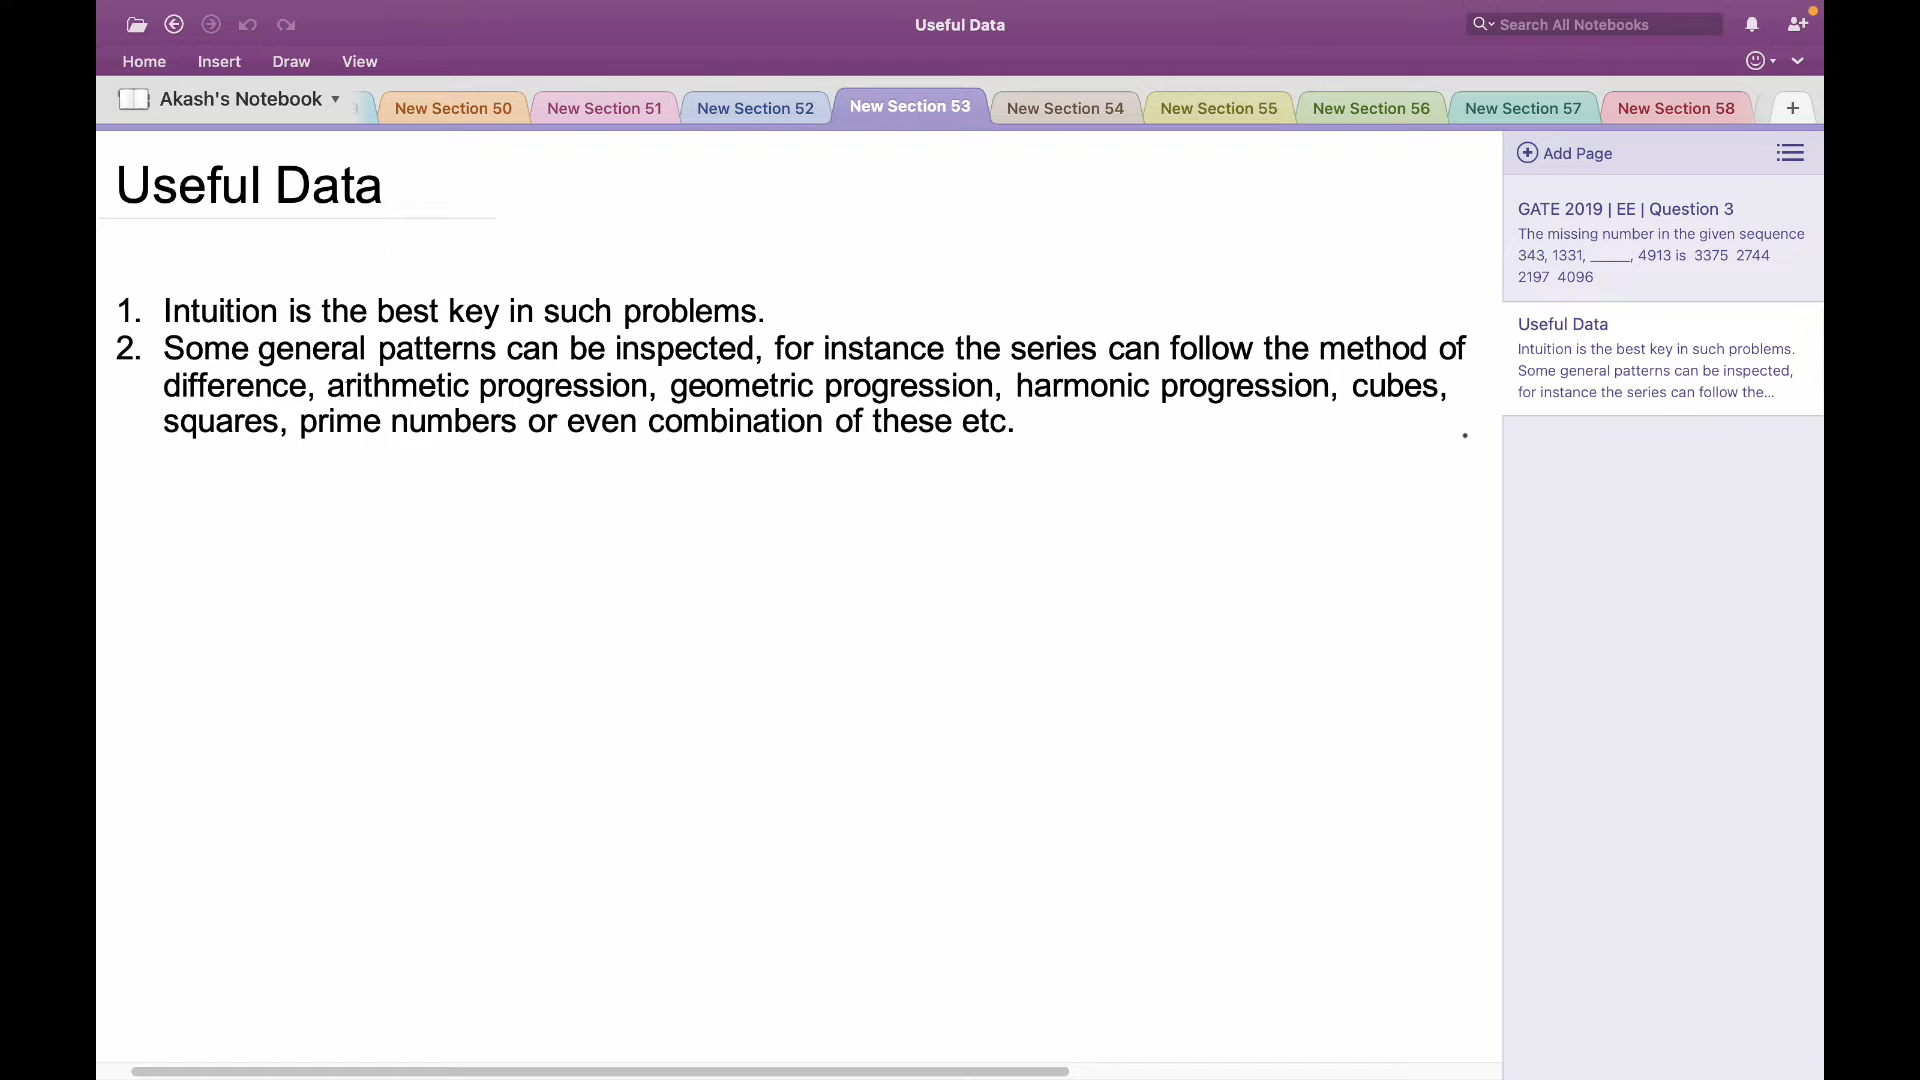 Useful Data
Search All Notebooks
Home Insert Draw View
Akash's Notebook
New Section 50 New Section 51 New Section 52 New Section 53 New Section 54 New Section 55 New Section 56 New Section 57 New Section 58
Useful Data
1. Intuition is the best key in such problems.
2. Some general patterns can be inspected, for instance the series can follow the method of
difference, arithmetic progression, geometric progression, harmonic progression, cubes,
squares, prime numbers or even combination of these etc.
Add Page
GATE 2019 | EE | Question 3
The missing number in the given sequence
343, 1331, _____, 4913 is 3375 2744
2197 4096
Useful Data
Intuition is the best key in such problems.
Some general patterns can be inspected,
for instance the series can follow the...